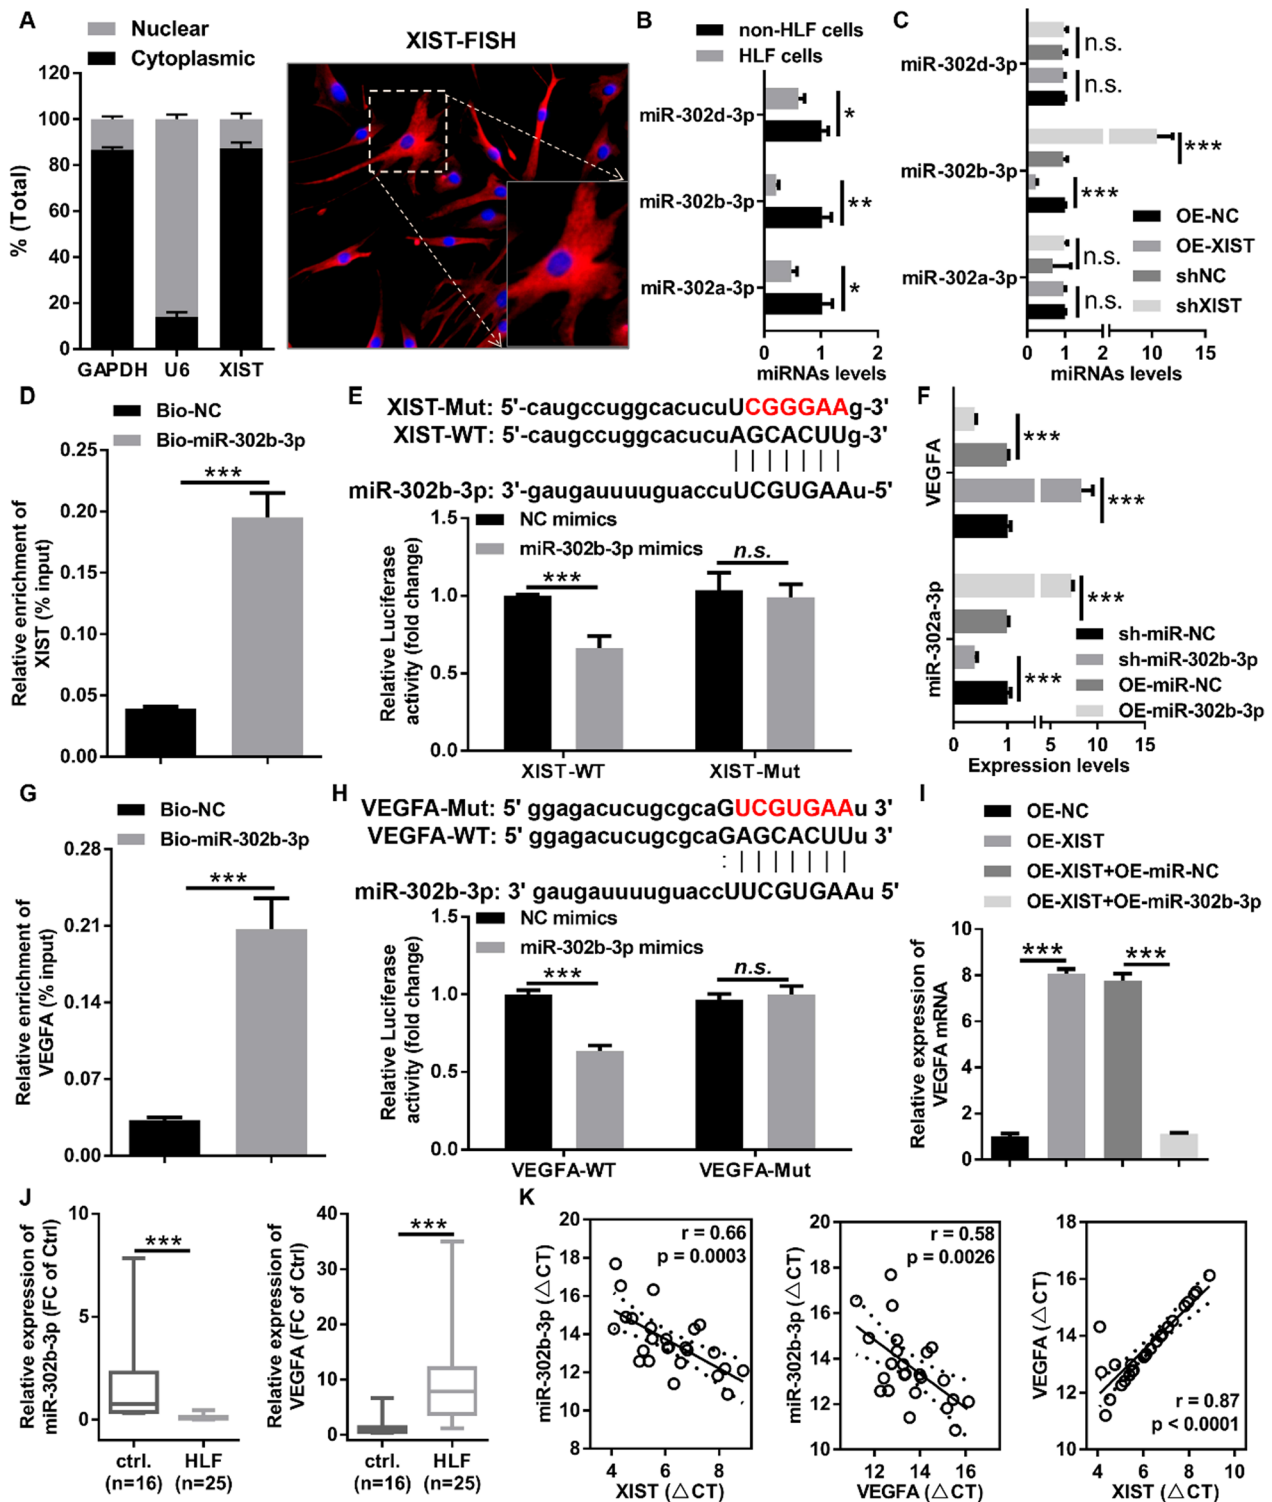 A
Nuclear
Cytoplasmic
% (Total)
120
100
80
60
40
20
0
GAPDH U6 XIST
XIST-FISH
B
non-HLF cells
HLF cells
miR-302d-3p
*
miR-302b-3p
**
miR-302a-3p
*
0 1 2
miRNAs levels
C
miR-302d-3p
n.s.
n.s.
miR-302b-3p
***
***
miR-302a-3p
n.s.
n.s.
OE-NC
OE-XIST
shNC
shXIST
0 1 2 10 15
miRNAs levels
D
Bio-NC
Bio-miR-302b-3p
Relative enrichment of
XIST (% input)
0.25
0.20
0.15
0.10
0.05
0.00
***
E
XIST-Mut: 5'-caugccuggcacucuUCGGGAAg-3'
XIST-WT: 5'-caugccuggcacucuAGCACUUg-3'
miR-302b-3p: 3'-gaugauuuuguaccuUCGUGAAu-5'
NC mimics
miR-302b-3p mimics
Relative Luciferase
activity (fold change)
1.5
1.0
0.5
0.0
***
n.s.
XIST-WT XIST-Mut
F
VEGFA
***
***
miR-302a-3p
***
***
sh-miR-NC
sh-miR-302b-3p
OE-miR-NC
OE-miR-302b-3p
0 1 5 10 15
Expression levels
G
Bio-NC
Bio-miR-302b-3p
Relative enrichment of
VEGFA (% input)
0.28
0.21
0.14
0.07
0.00
***
H
VEGFA-Mut: 5' ggagacucugcgcaGUCGUGAAu 3'
VEGFA-WT: 5' ggagacucugcgcaGAGCACUUu 3'
:
miR-302b-3p: 3' gaugauuuuguaccUUCGUGAAu 5'
NC mimics
miR-302b-3p mimics
Relative Luciferase
activity (fold change)
1.5
1.0
0.5
0.0
***
n.s.
VEGFA-WT VEGFA-Mut
I
OE-NC
OE-XIST
OE-XIST+OE-miR-NC
OE-XIST+OE-miR-302b-3p
Relative expression of
VEGFA mRNA
10
8
6
4
2
0
***
***
J
Relative expression of
miR-302b-3p (FC of Ctrl)
10
5
0
***
ctrl. HLF
(n=16) (n=25)
Relative expression of
VEGFA (FC of Ctrl)
40
30
20
10
0
***
ctrl. HLF
(n=16) (n=25)
K
miR-302b-3p (△CT)
20
18
16
14
12
10
8
r = 0.66
p = 0.0003
4 6 8
XIST (△CT)
miR-302b-3p (△CT)
20
18
16
14
12
10
r = 0.58
p = 0.0026
12 14 16
VEGFA (△CT)
VEGFA (△CT)
18
16
14
12
10
r = 0.87
p < 0.0001
4 5 6 7 8 9 10
XIST (△CT)